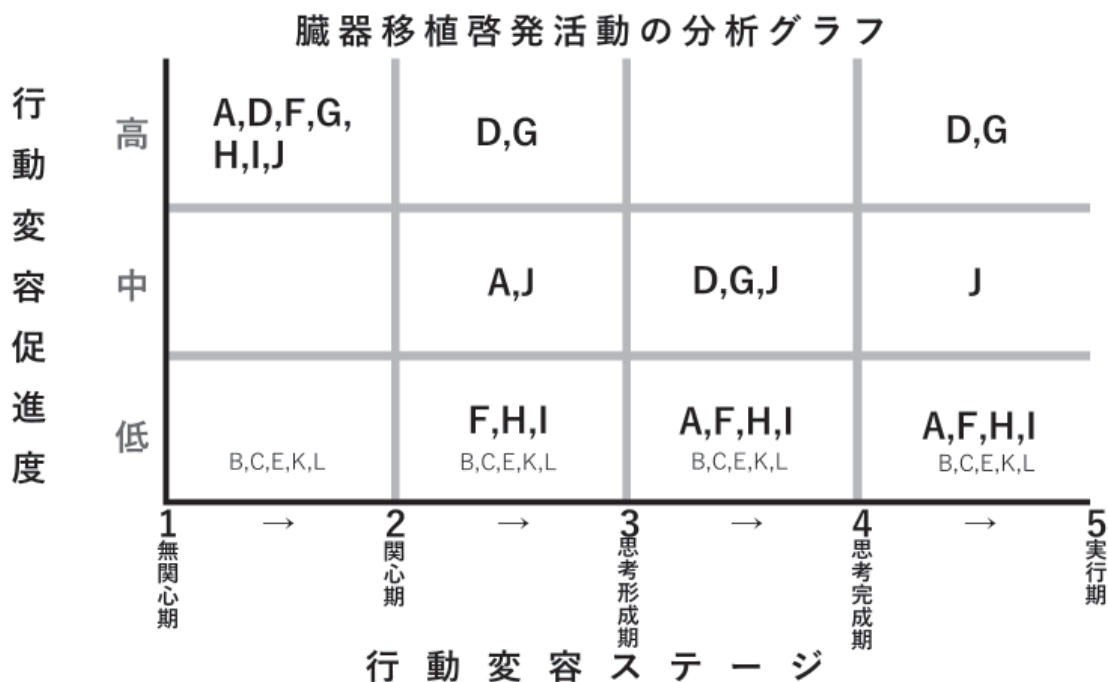 臓器移植啓発活動の分析グラフ
行動変容促進度
高
A,D,F,G,
H,I,J
D,G
D,G
中
A,J
D,G,J
J
低
F,H,I
A,F,H,I
A,F,H,I
B,C,E,K,L
B,C,E,K,L
B,C,E,K,L
B,C,E,K,L
1 → 2 → 3 → 4 → 5
無関心期
関心期
思考形成期
思考完成期
実行期
行動変容ステージ